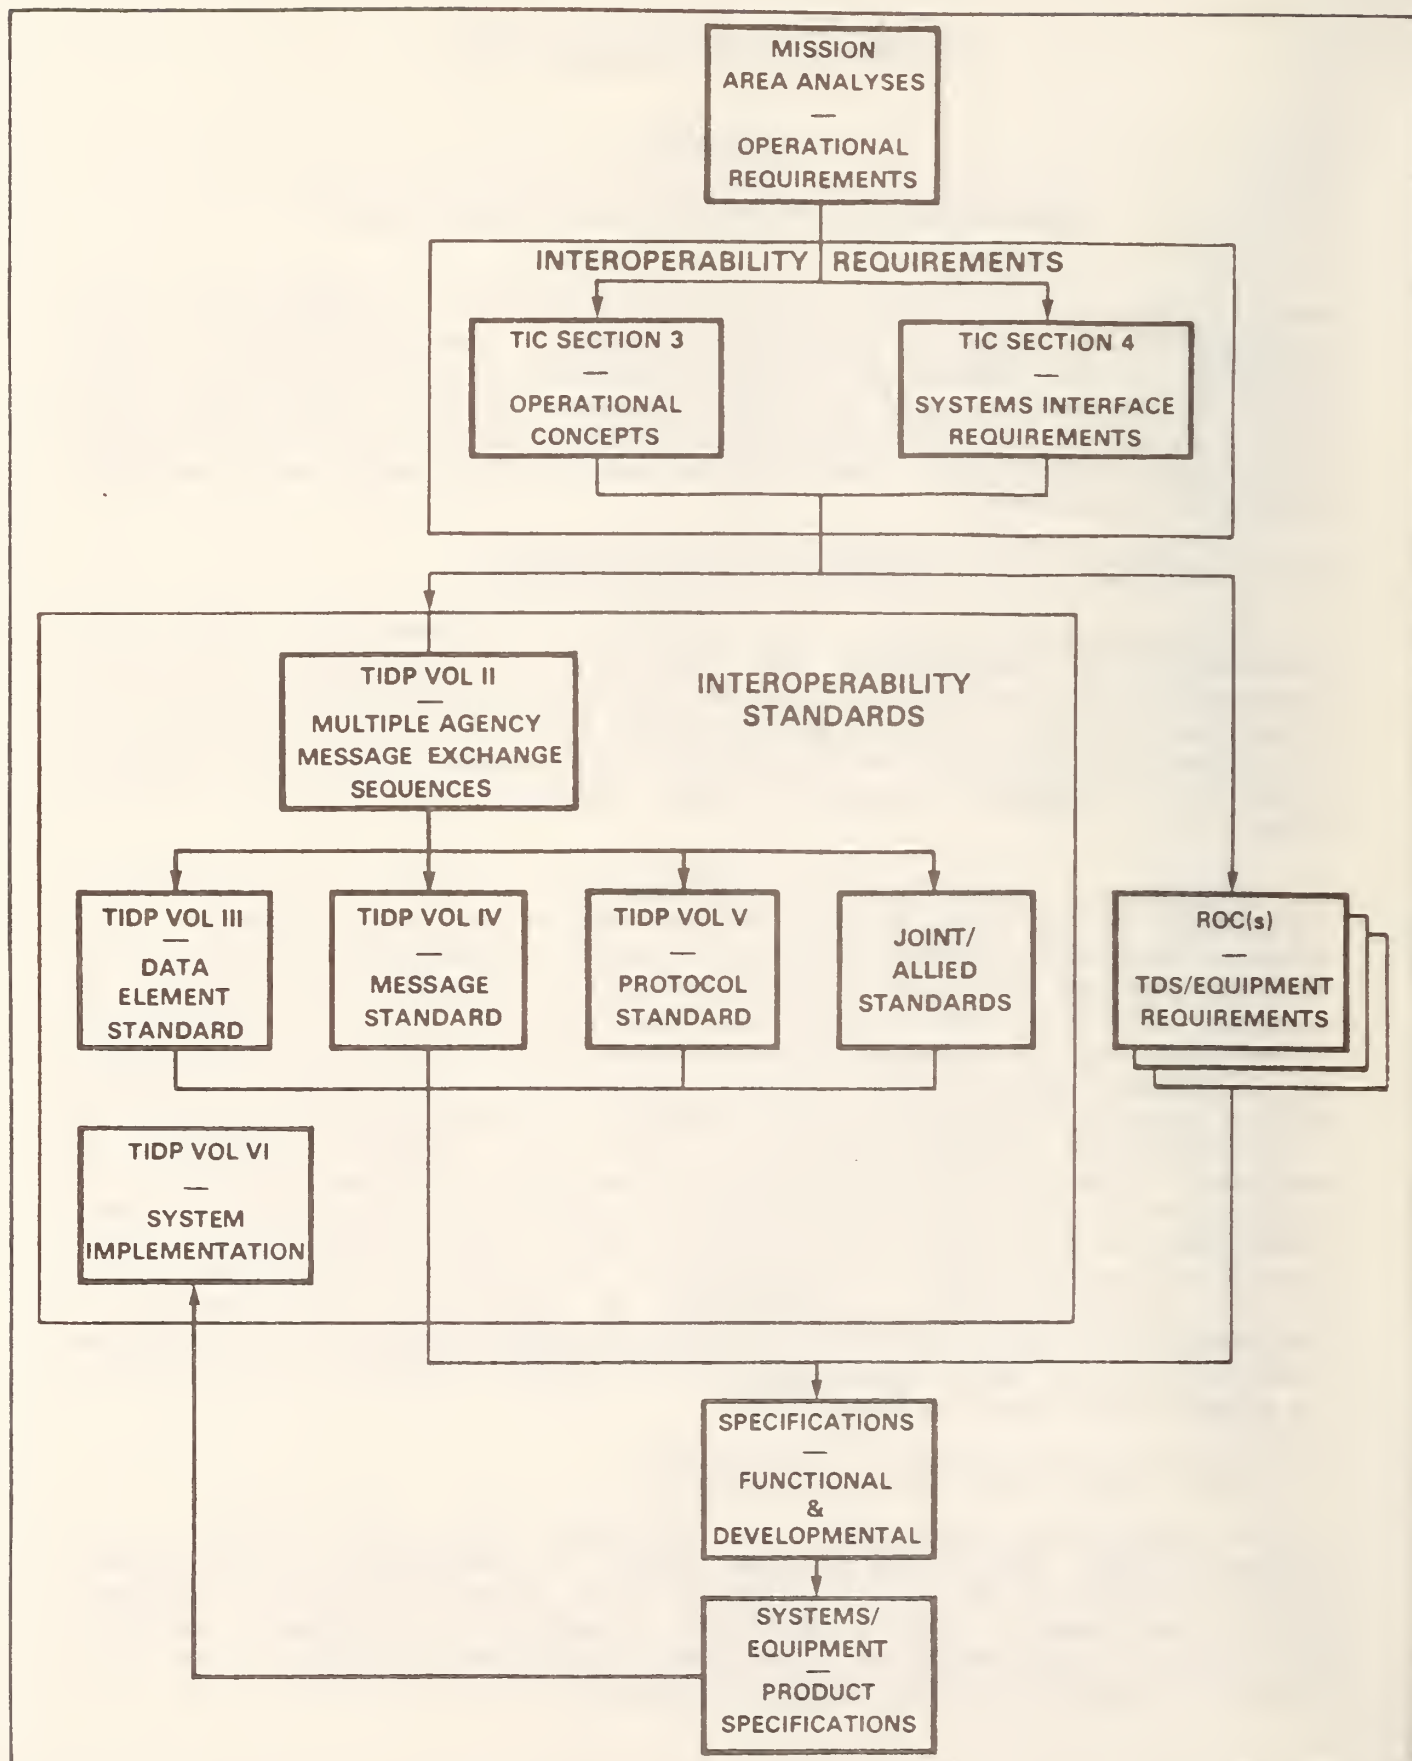 MISSION
AREA ANALYSES
—
OPERATIONAL
REQUIREMENTS
INTEROPERABILITY REQUIREMENTS
TIC SECTION 3
—
OPERATIONAL
CONCEPTS
TIC SECTION 4
—
SYSTEMS INTERFACE
REQUIREMENTS
TIDP VOL II
—
MULTIPLE AGENCY
MESSAGE EXCHANGE
SEQUENCES
INTEROPERABILITY
STANDARDS
TIDP VOL III
—
DATA
ELEMENT
STANDARD
TIDP VOL IV
—
MESSAGE
STANDARD
TIDP VOL V
—
PROTOCOL
STANDARD
JOINT/
ALLIED
STANDARDS
ROC(s)
—
TDS/EQUIPMENT
REQUIREMENTS
TIDP VOL VI
—
SYSTEM
IMPLEMENTATION
SPECIFICATIONS
—
FUNCTIONAL
&
DEVELOPMENTAL
SYSTEMS/
EQUIPMENT
—
PRODUCT
SPECIFICATIONS